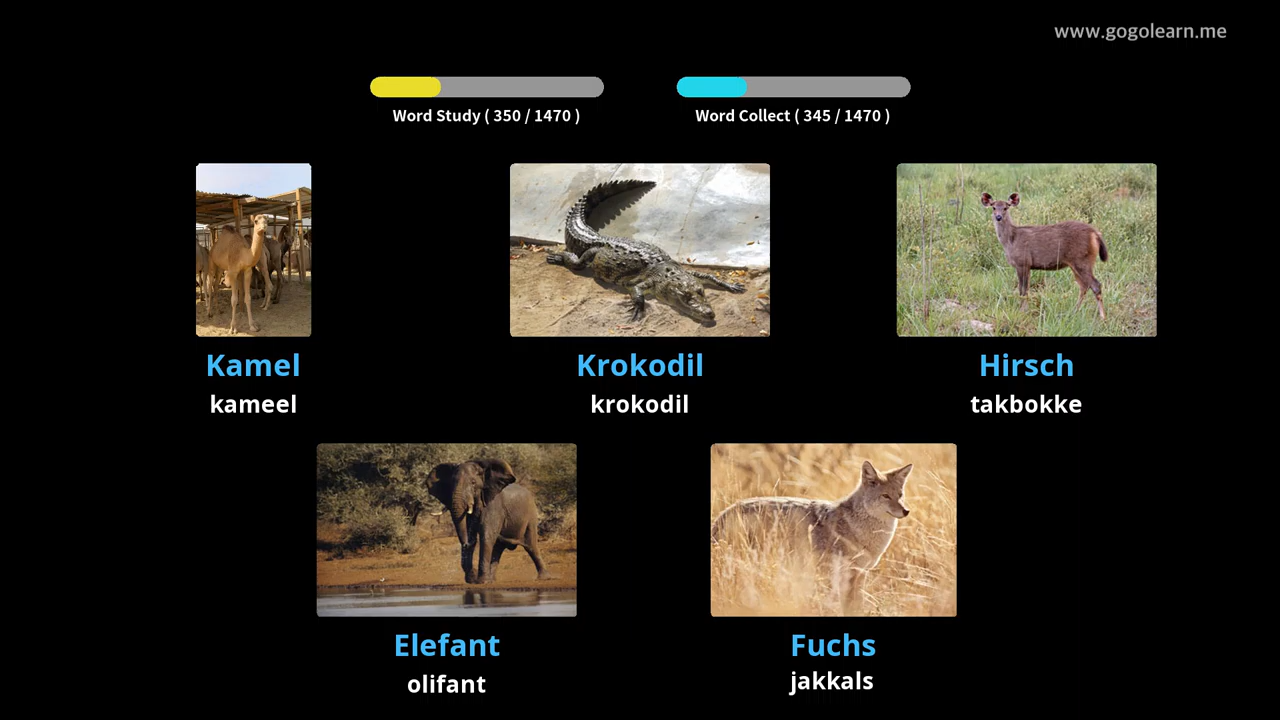 www.gogolearn.me
Word Study ( 350 / 1470 )
Word Collect ( 345 / 1470 )
Kamel
kameel
Krokodil
krokodil
Hirsch
takbokke
Elefant
olifant
Fuchs
jakkals